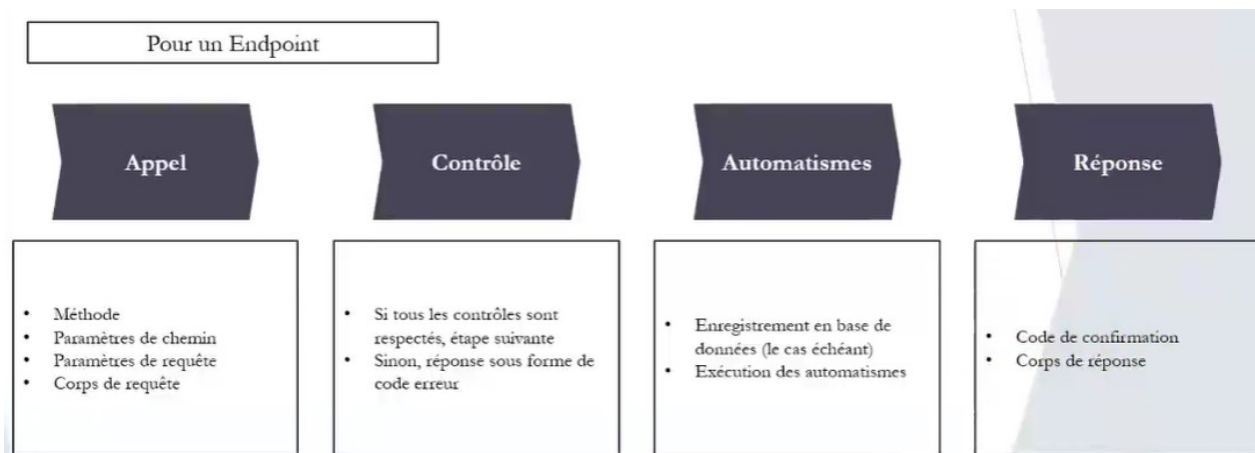 Pour un Endpoint
Appel
Contrôle
Automatismes
Réponse
• Méthode
• Paramètres de chemin
• Paramètres de requête
• Corps de requête
• Si tous les contrôles sont
respectés, étape suivante
• Sinon, réponse sous forme de
code erreur
• Enregistrement en base de
données (le cas échéant)
• Exécution des automatismes
• Code de confirmation
• Corps de réponse